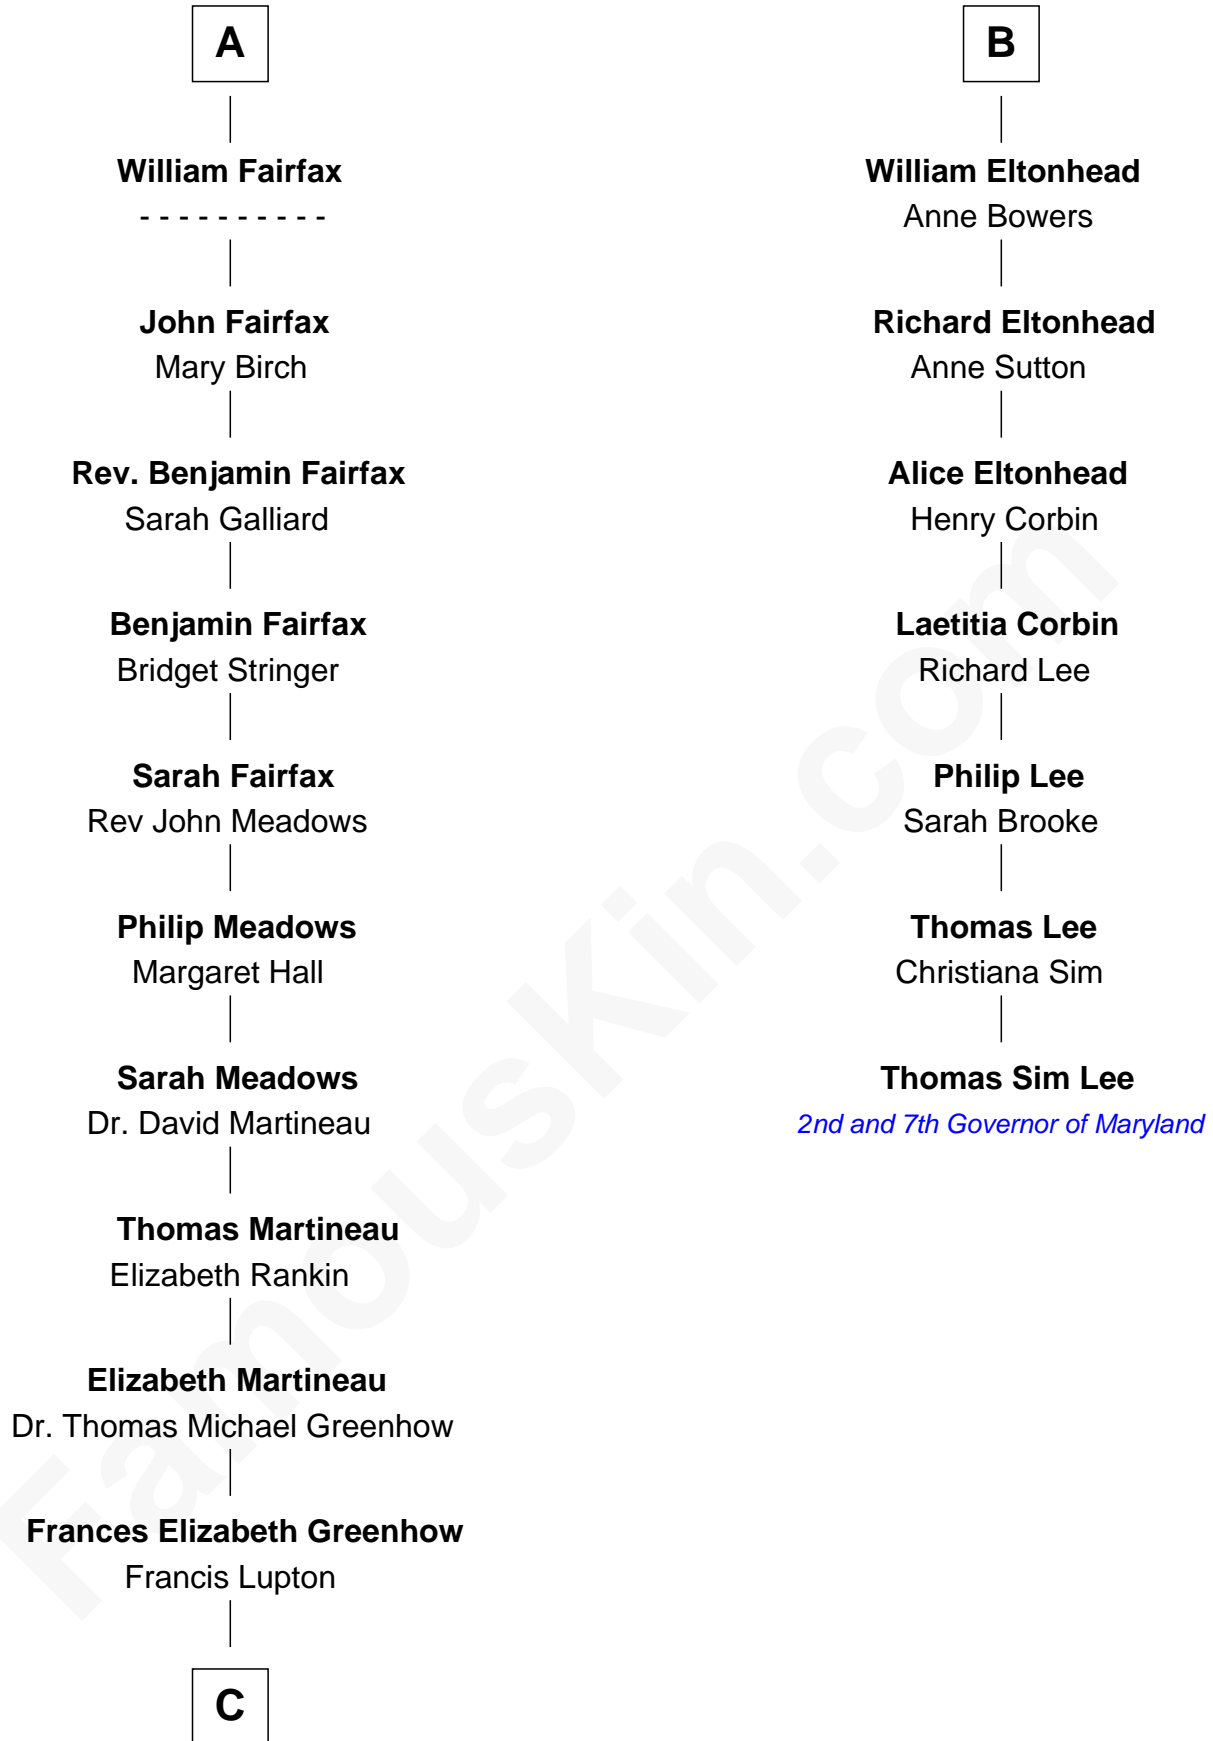 A
William Fairfax
- - - - - - - - - -
John Fairfax
Mary Birch
Rev. Benjamin Fairfax
Sarah Galliard
Benjamin Fairfax
Bridget Stringer
Sarah Fairfax
Rev John Meadows
Philip Meadows
Margaret Hall
Sarah Meadows
Dr. David Martineau
Thomas Martineau
Elizabeth Rankin
Elizabeth Martineau
Dr. Thomas Michael Greenhow
Frances Elizabeth Greenhow
Francis Lupton
C
B
William Eltonhead
Anne Bowers
Richard Eltonhead
Anne Sutton
Alice Eltonhead
Henry Corbin
Laetitia Corbin
Richard Lee
Philip Lee
Sarah Brooke
Thomas Lee
Christiana Sim
Thomas Sim Lee
2nd and 7th Governor of Maryland
FamousKin.com